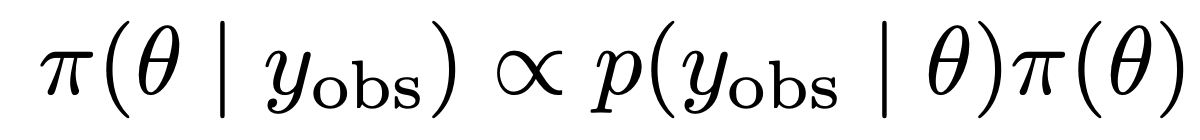 π(θ | y_obs) ∝ p(y_obs | θ)π(θ)